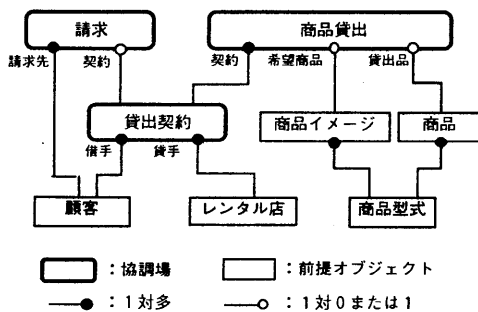 請求
商品貸出
請求先
契約
契約
希望商品
貸出品
貸出契約
商品イメージ
商品
借手
貸手
顧客
レンタル店
商品型式
：協調場
：前提オブジェクト
：１対多
：１対０または１